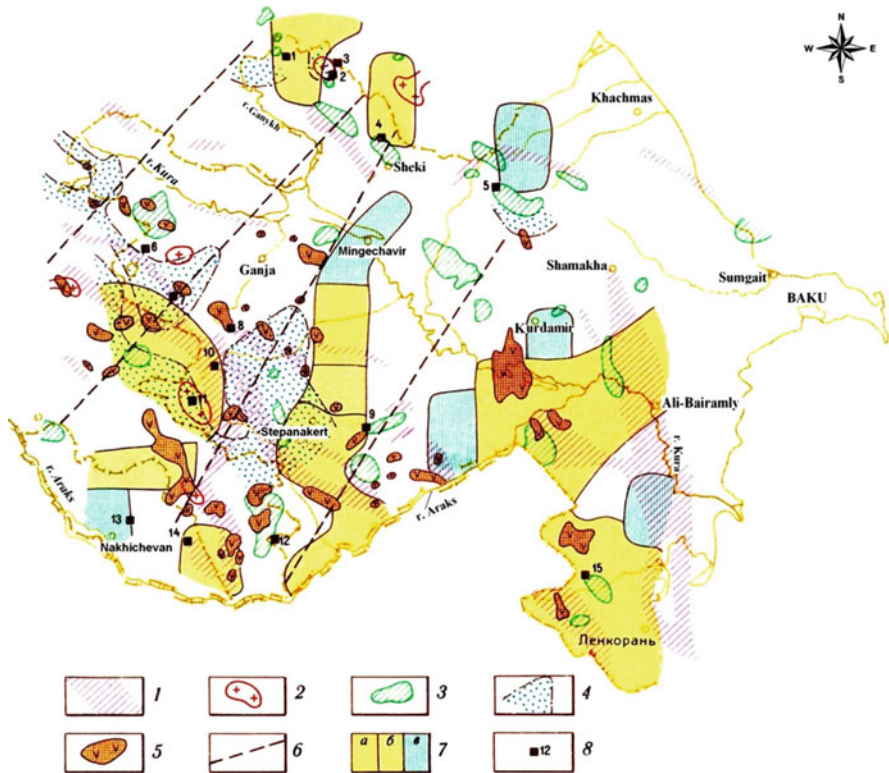 N
W E
S
1
3
2
Khachmas
r. Ganykh
4
Sheki
r. Kura
5
6
Mingechavir
Ganja
Shamakha
Sumgait
BAKU
7
8
Kurdamir
10
11
Ali-Bairamly
9
Stepanakert
r. Kura
r. Araks
r. Araks
13
12
14
Nakhichevan
15
Ленкорань
1 2 3 4
5 6 а б в 7 12 8